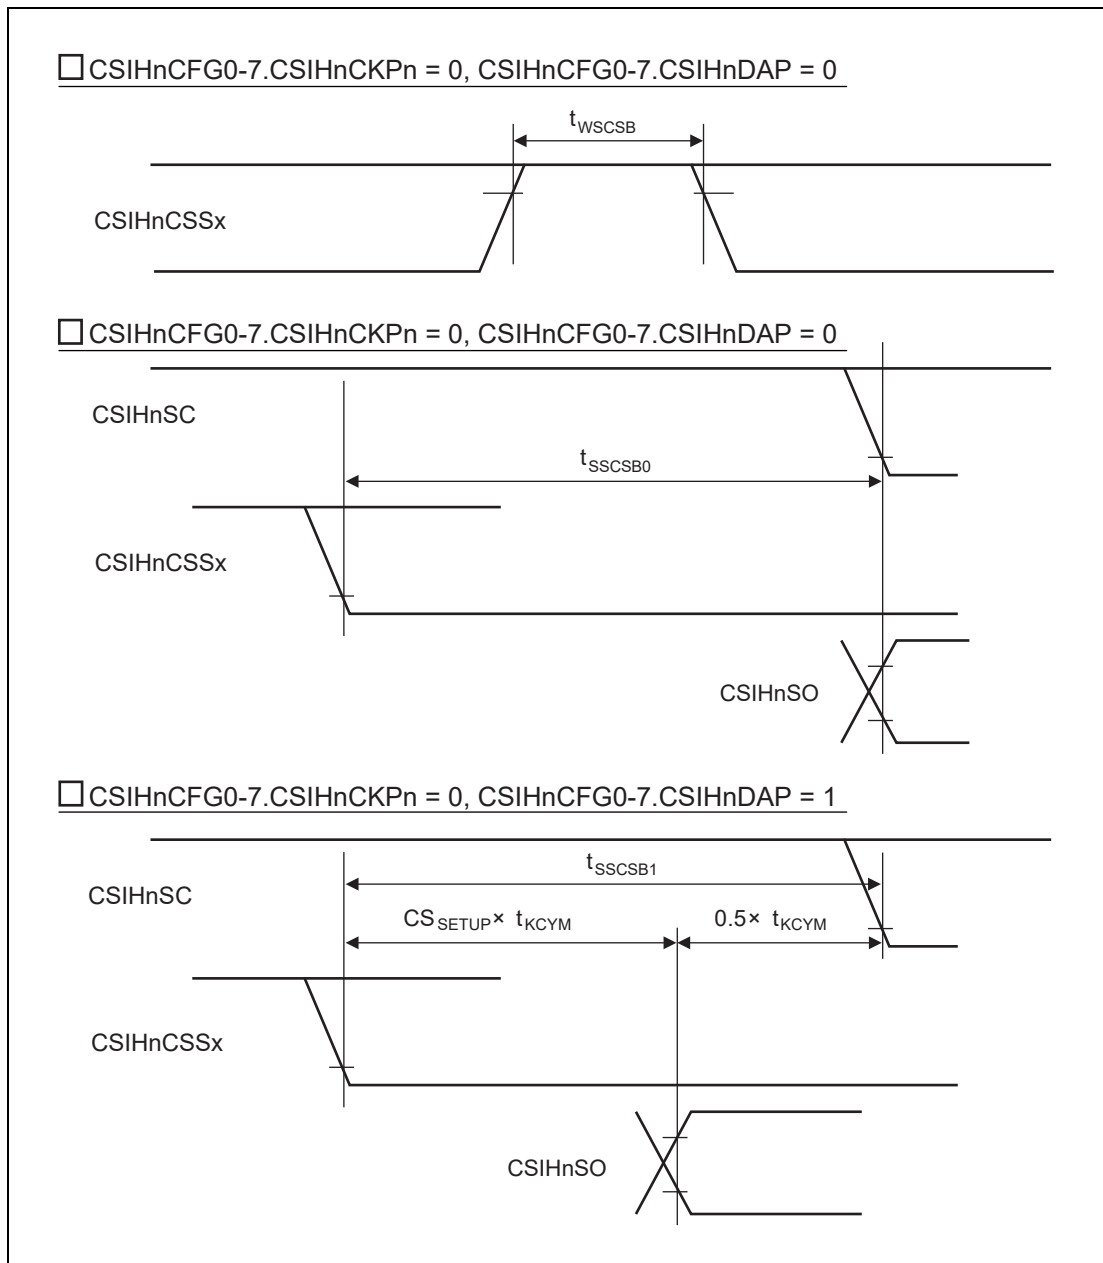 □ CSIHnCFG0-7.CSIHnCKPn = 0, CSIHnCFG0-7.CSIHnDAP = 0
tWSCSB
CSIHnCSSx
□ CSIHnCFG0-7.CSIHnCKPn = 0, CSIHnCFG0-7.CSIHnDAP = 0
CSIHnSC
tSSCSB0
CSIHnCSSx
CSIHnSO
□ CSIHnCFG0-7.CSIHnCKPn = 0, CSIHnCFG0-7.CSIHnDAP = 1
tSSCSB1
CSIHnSC
CSSETUP× tKCYM 0.5× tKCYM
CSIHnCSSx
CSIHnSO